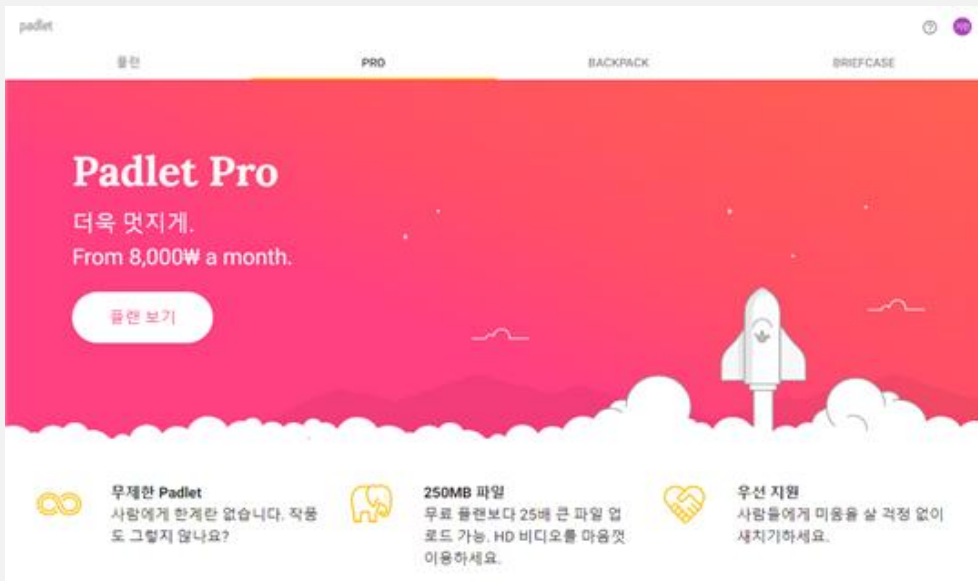 padlet
플랜
PRO
BACKPACK
BRIEFCASE
Padlet Pro
더욱 멋지게.
From 8,000₩ a month.
플랜 보기
무제한 Padlet
사람에게 한계란 없습니다. 작품
도 그렇지 않나요?
250MB 파일
무료 플랜보다 25배 큰 파일 업
로드 가능. HD 비디오를 마음껏
이용하세요.
우선 지원
사람들에게 미움을 살 걱정 없이
새치기하세요.